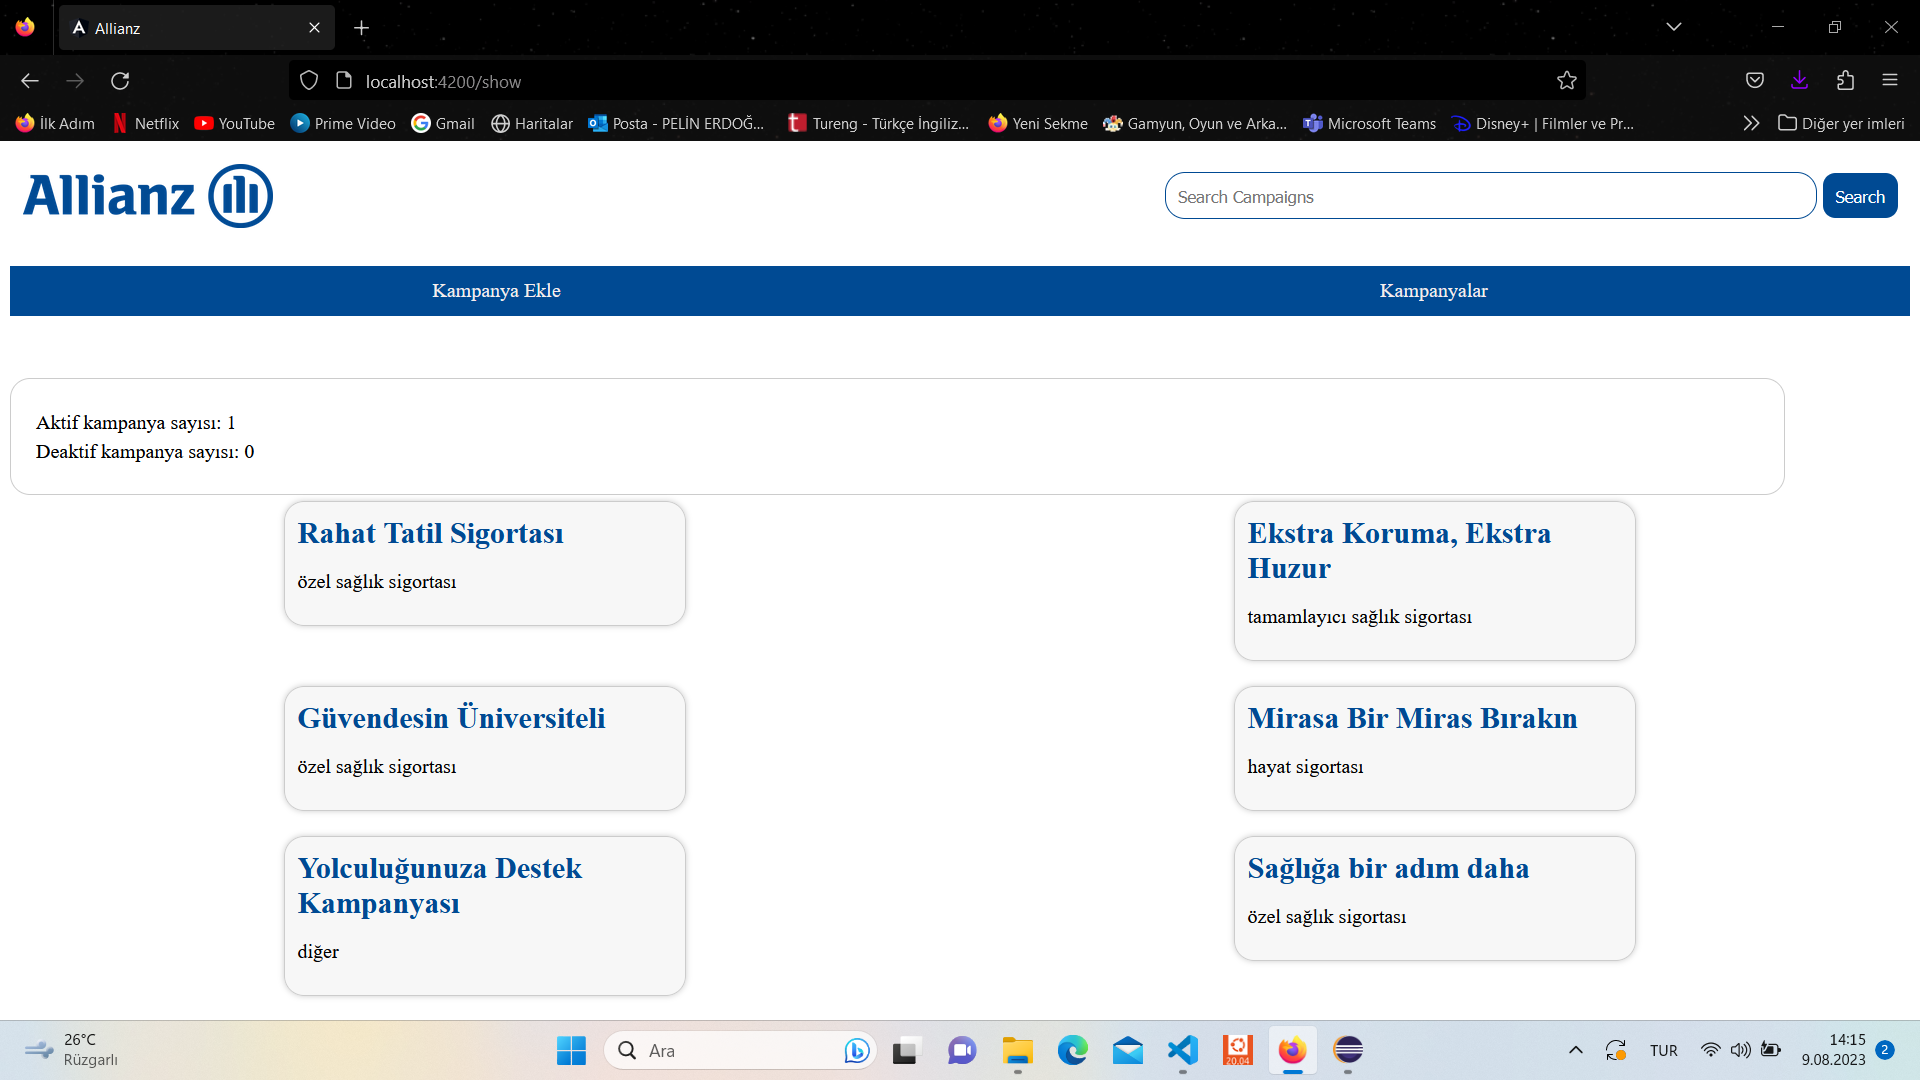 Allianz
localhost:4200/show
İlk Adım
Netflix
YouTube
Prime Video
Gmail
Haritalar
Posta - PELİN ERDOĞ...
Tureng - Türkçe İngiliz...
Yeni Sekme
Gamyun, Oyun ve Arka...
Microsoft Teams
Disney+ | Filmler ve Pr...
Diğer yer imleri
Allianz
Search Campaigns
Search
Kampanya Ekle
Kampanyalar
Aktif kampanya sayısı: 1
Deaktif kampanya sayısı: 0
Rahat Tatil Sigortası
özel sağlık sigortası
Ekstra Koruma, Ekstra
Huzur
tamamlayıcı sağlık sigortası
Güvendesin Üniversiteli
özel sağlık sigortası
Mirasa Bir Miras Bırakın
hayat sigortası
Yolculuğunuza Destek
Kampanyası
diğer
Sağlığa bir adım daha
özel sağlık sigortası
26°C
Rüzgarlı
Ara
20.04
TUR
14:15
9.08.2023
2